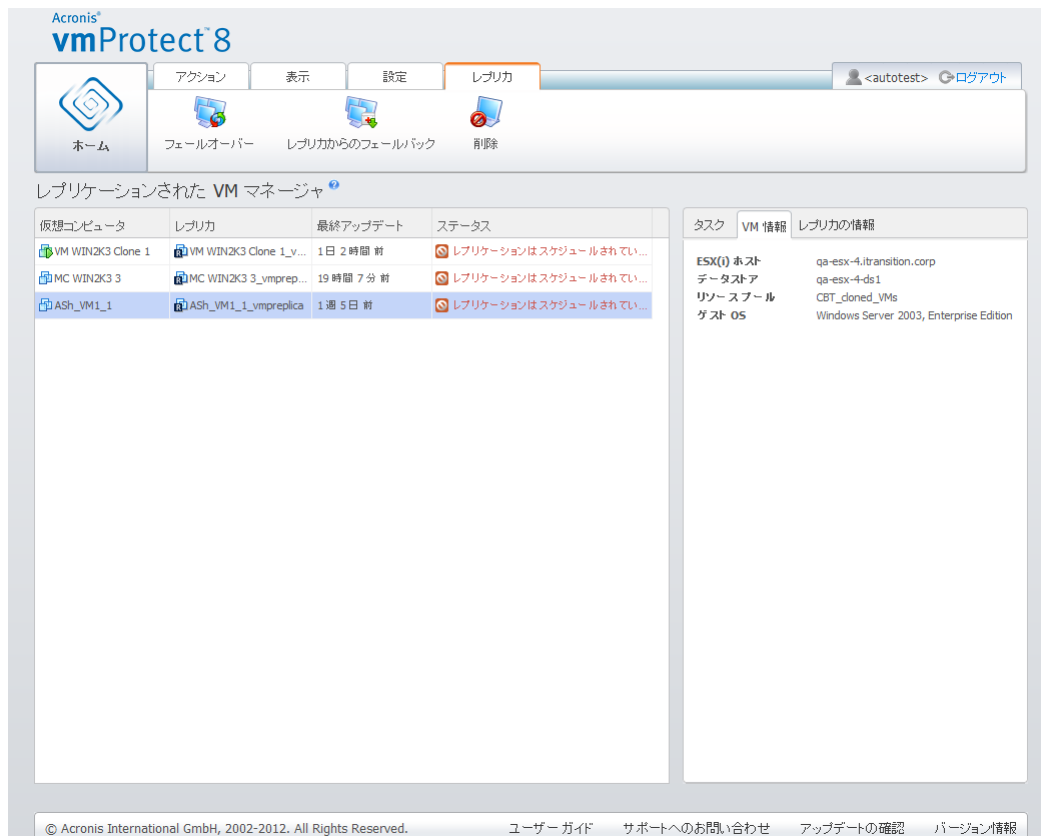 Acronis®
vmProtect™ 8
アクション 表示 設定 レプリカ <autotest> ログアウト
ホーム フェールオーバー レプリカからのフェールバック 削除
レプリケーションされた VM マネージャ ?
仮想コンピュータ レプリカ 最終アップデート ステータス
VM WIN2K3 Clone 1 VM WIN2K3 Clone 1_v... 1日 2時間 前 レプリケーションはスケジュールされてい...
MC WIN2K3 3 MC WIN2K3 3_vmprep... 19時間 7分 前 レプリケーションはスケジュールされてい...
ASh_VM1_1 ASh_VM1_1_vmpreplica 1週 5日 前 レプリケーションはスケジュールされてい...
タスク VM 情報 レプリカの情報
ESX(i) ホスト qa-esx-4.itransition.corp
データストア qa-esx-4-ds1
リソース プール CBT_cloned_VMs
ゲスト OS Windows Server 2003, Enterprise Edition
© Acronis International GmbH, 2002-2012. All Rights Reserved. ユーザー ガイド サポートへのお問い合わせ アップデートの確認 バージョン情報